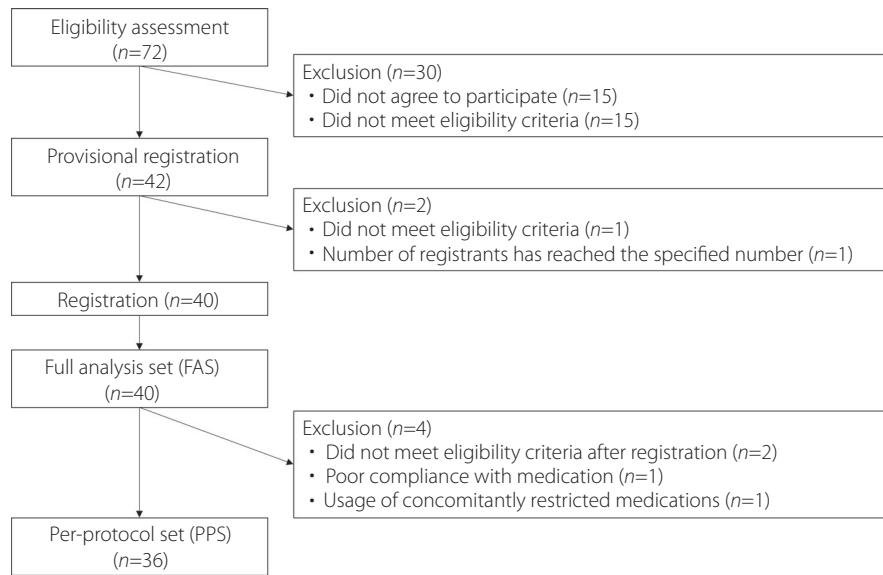 Eligibility assessment
(n=72)
Exclusion (n=30)
・Did not agree to participate (n=15)
・Did not meet eligibility criteria (n=15)
Provisional registration
(n=42)
Exclusion (n=2)
・Did not meet eligibility criteria (n=1)
・Number of registrants has reached the specified number (n=1)
Registration (n=40)
Full analysis set (FAS)
(n=40)
Exclusion (n=4)
・Did not meet eligibility criteria after registration (n=2)
・Poor compliance with medication (n=1)
・Usage of concomitantly restricted medications (n=1)
Per-protocol set (PPS)
(n=36)